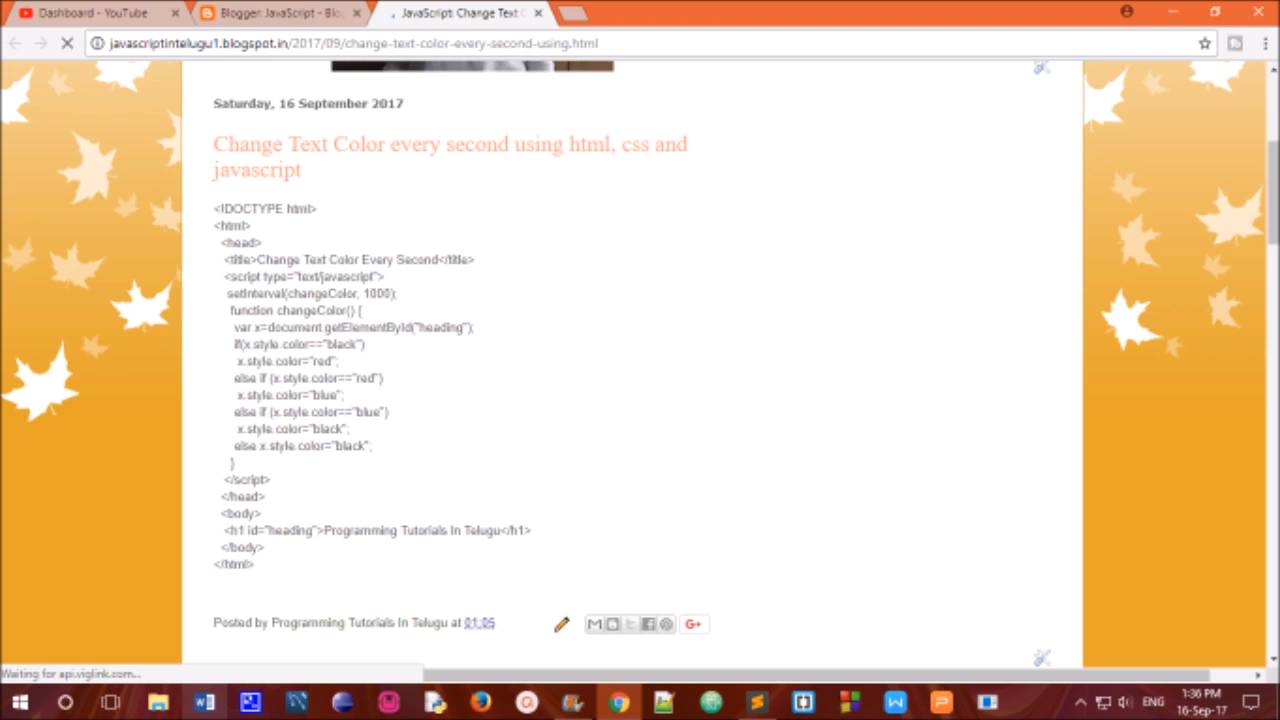 Dashboard - YouTube
Blogger: JavaScript - Blo
JavaScript: Change Text C
javascriptintelugu1.blogspot.in/2017/09/change-text-color-every-second-using.html
Saturday, 16 September 2017
Change Text Color every second using html, css and
javascript
<!DOCTYPE html>
<html>
<head>
<title>Change Text Color Every Second</title>
<script type="text/javascript">
setInterval(changeColor, 1000);
function changeColor() {
var x=document.getElementById("heading");
if(x.style.color=="black")
x.style.color="red";
else if (x.style.color=="red")
x.style.color="blue";
else if (x.style.color=="blue")
x.style.color="black";
else x.style.color="black";
}
</script>
</head>
<body>
<h1 id="heading">Programming Tutorials In Telugu</h1>
</body>
</html>
Posted by Programming Tutorials In Telugu at 01:05
G+
Waiting for api.viglink.com...
ENG
1:36 PM
16-Sep-17